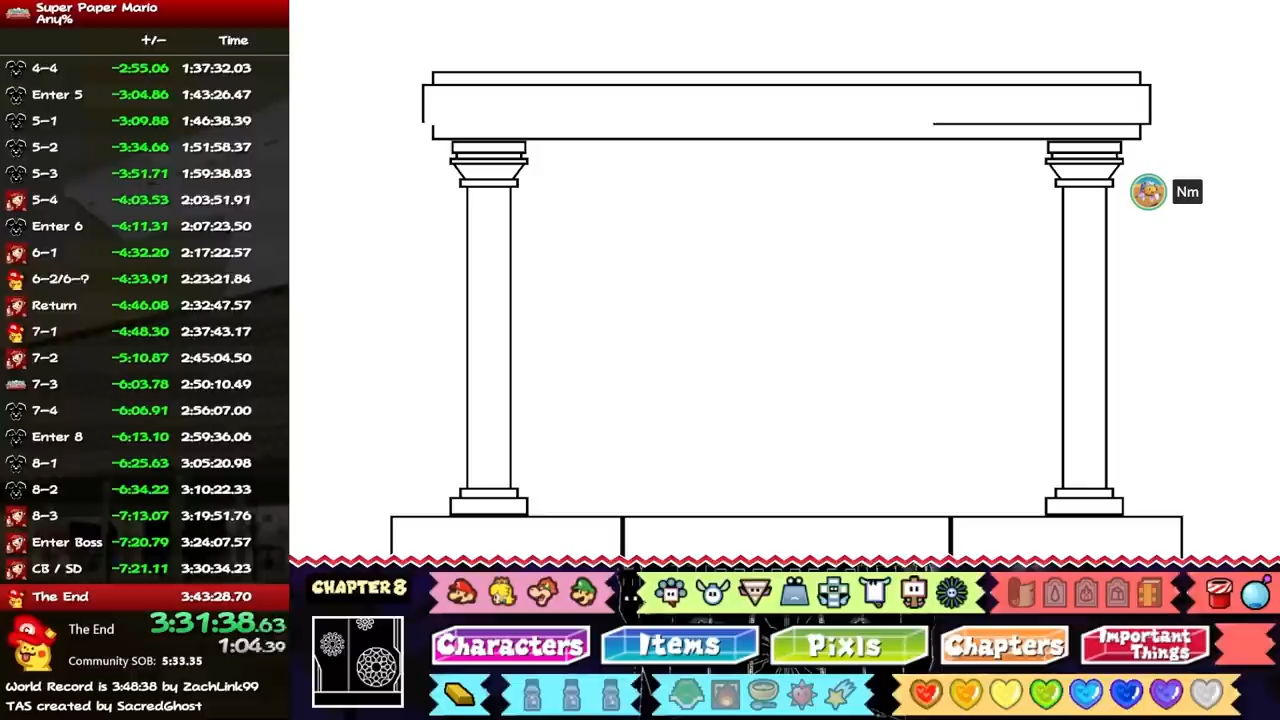 Super Paper Mario
Any%
+/- Time
4-4 -2:55.06 1:37:32.03
Enter 5 -3:04.86 1:43:26.47
5-1 -3:09.88 1:46:38.39
5-2 -3:34.66 1:51:58.37
5-3 -3:51.71 1:59:38.83
5-4 -4:03.53 2:03:51.91
Enter 6 -4:11.31 2:07:23.50
6-1 -4:32.20 2:17:22.57
6-2/6-? -4:33.91 2:23:21.84
Return -4:46.08 2:32:47.57
7-1 -4:48.30 2:37:43.17
7-2 -5:10.87 2:45:04.50
7-3 -6:03.78 2:50:10.49
7-4 -6:06.91 2:56:07.00
Enter 8 -6:13.10 2:59:36.06
8-1 -6:25.63 3:05:20.98
8-2 -6:34.22 3:10:22.33
8-3 -7:13.07 3:19:51.76
Enter Boss -7:20.79 3:24:07.57
CB / SD -7:21.11 3:30:34.23
The End 3:43:28.70
The End 3:31:38.63
1:04.39
Community SOB: 5:33.35
World Record is 3:48:38 by ZachLink99
TAS created by SacredGhost
Nm
CHAPTER 8
Characters Items Pixls Chapters Important Things